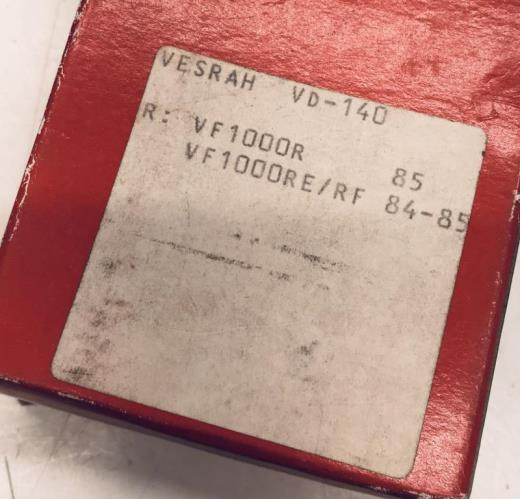 VESRAH VD-140
R: VF1000R 85
VF1000RE/RF 84-85